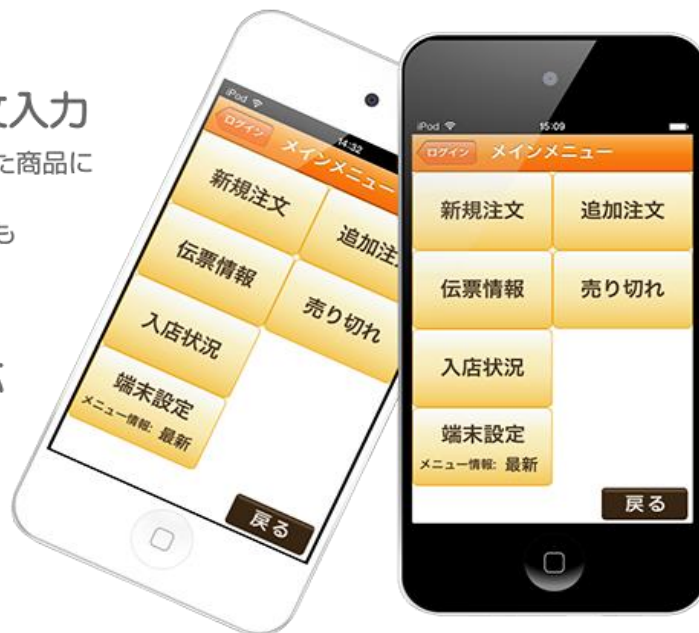 文入力
た商品に
も
iPod
14:32
ログイン
メインメニュー
新規注文
追加注
伝票情報
売り切れ
入店状況
端末設定
メニュー情報: 最新
戻る
iPod
15:09
ログイン
メインメニュー
新規注文
追加注文
伝票情報
売り切れ
入店状況
端末設定
メニュー情報: 最新
戻る